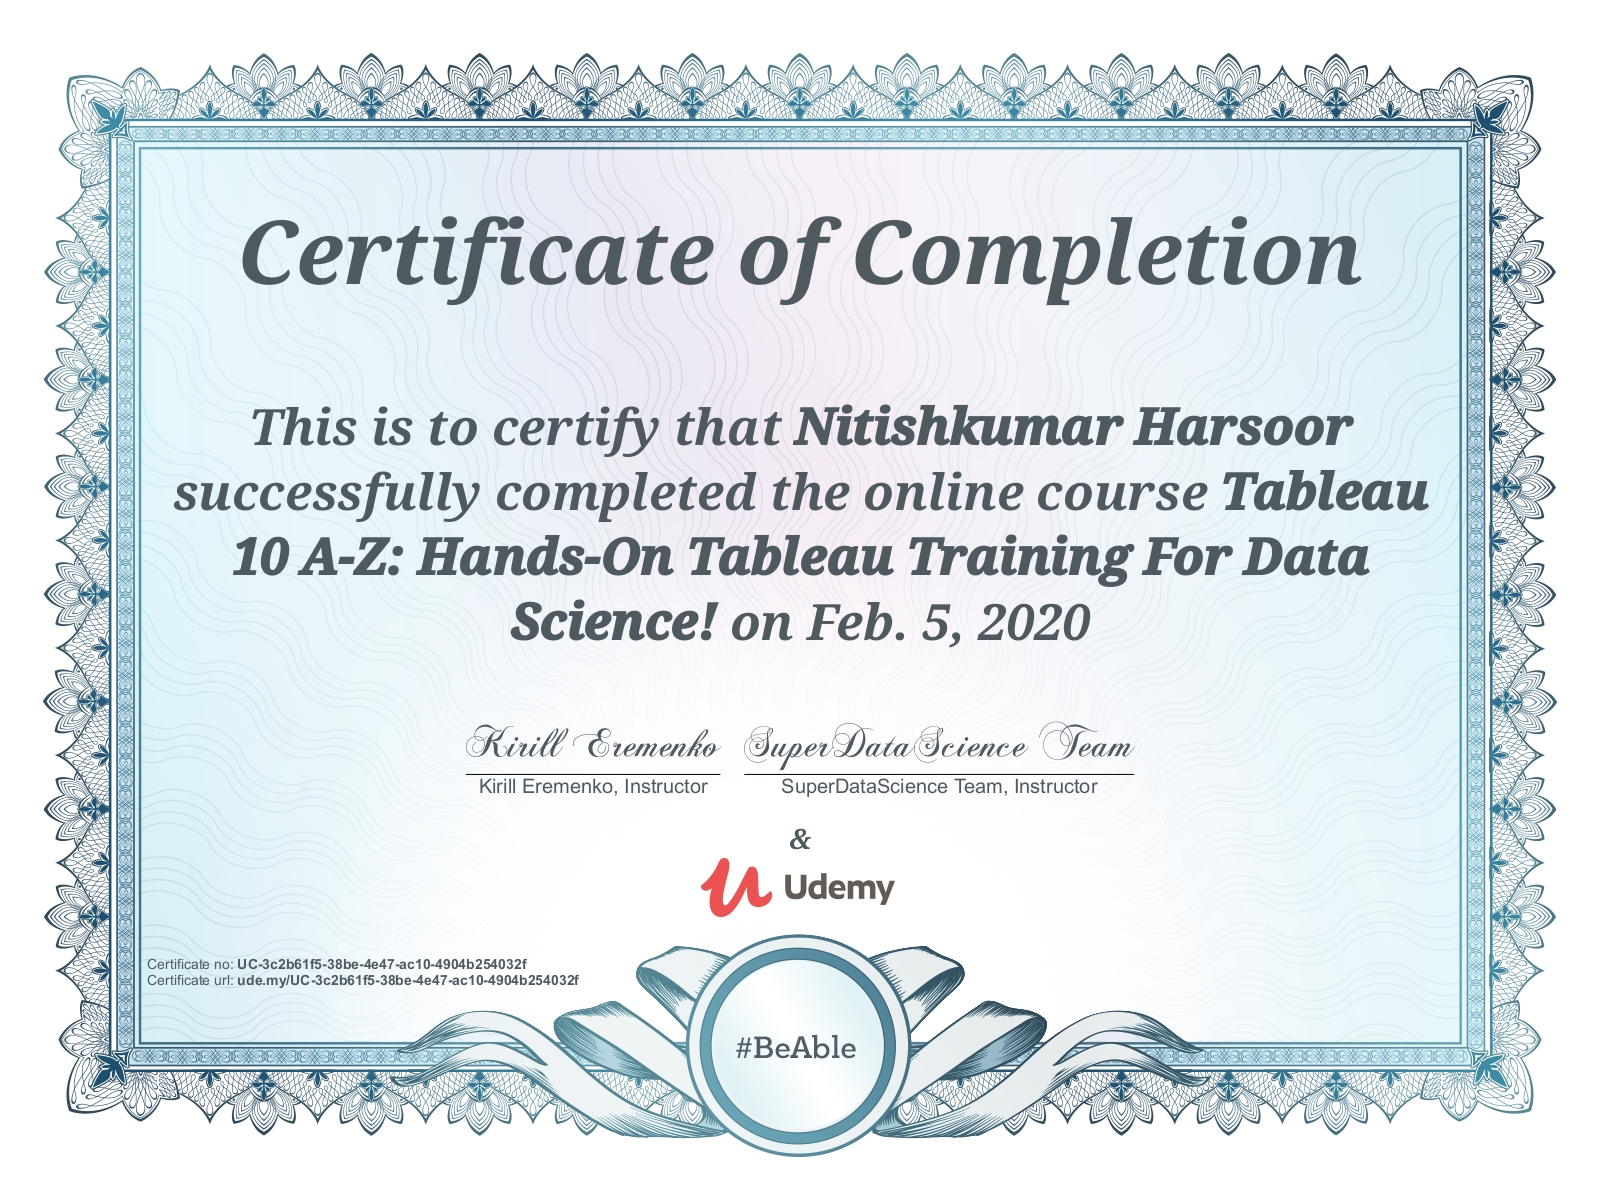 Certificate of Completion
This is to certify that Nitishkumar Harsoor
successfully completed the online course Tableau
10 A-Z: Hands-On Tableau Training For Data
Science! on Feb. 5, 2020
Kirill Eremenko SuperDataScience Team
Kirill Eremenko, Instructor SuperDataScience Team, Instructor
&
Udemy
Certificate no: UC-3c2b61f5-38be-4e47-ac10-4904b254032f
Certificate url: ude.my/UC-3c2b61f5-38be-4e47-ac10-4904b254032f
#BeAble